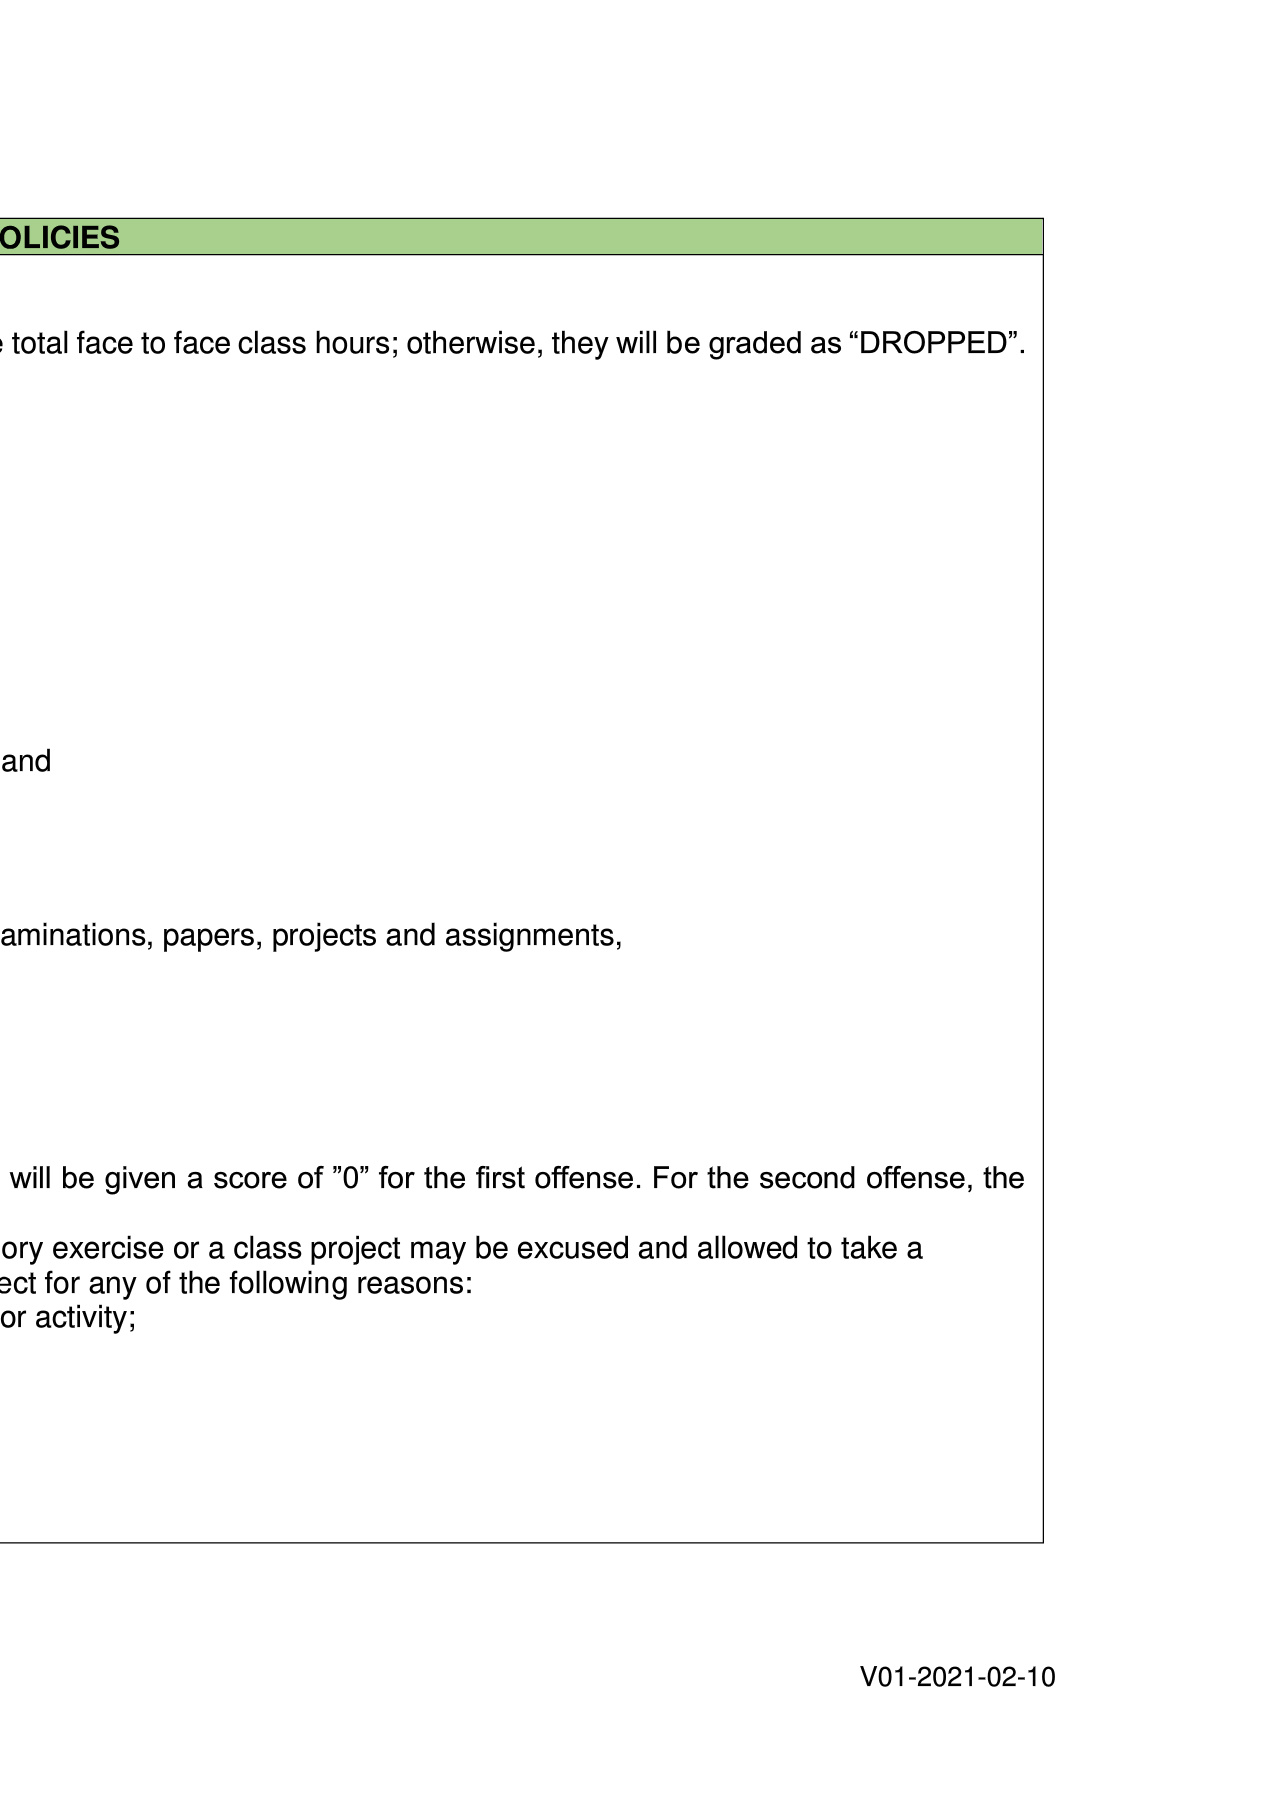 OLICIES
total face to face class hours; otherwise, they will be graded as “DROPPED”.
and
aminations, papers, projects and assignments,
will be given a score of ”0” for the first offense. For the second offense, the
ory exercise or a class project may be excused and allowed to take a
ect for any of the following reasons:
or activity;
V01-2021-02-10